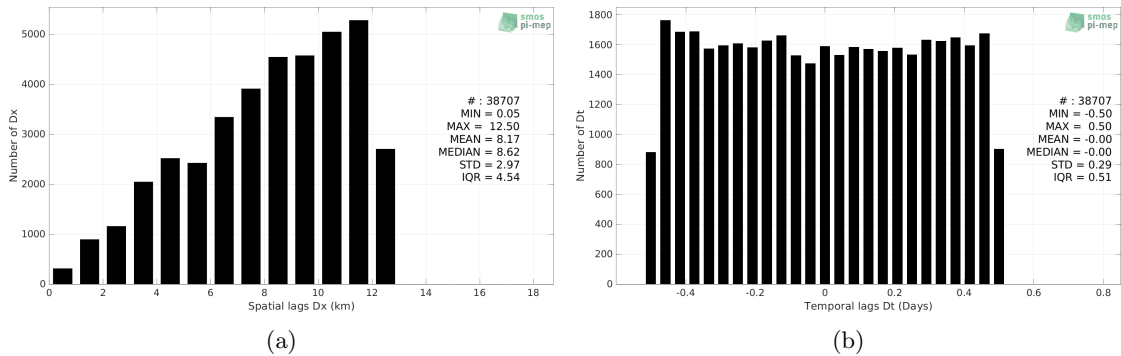 smos
pi-mep
5000
4000
3000
2000
1000
0
Number of Dx
# : 38707
MIN = 0.05
MAX = 12.50
MEAN = 8.17
MEDIAN = 8.62
STD = 2.97
IQR = 4.54
0 2 4 6 8 10 12 14 16 18
Spatial lags Dx (km)
(a)
smos
pi-mep
1800
1600
1400
1200
1000
800
600
400
200
0
Number of Dt
# : 38707
MIN = -0.50
MAX = 0.50
MEAN = -0.00
MEDIAN = -0.00
STD = 0.29
IQR = 0.51
-0.4 -0.2 0 0.2 0.4 0.6 0.8
Temporal lags Dt (Days)
(b)